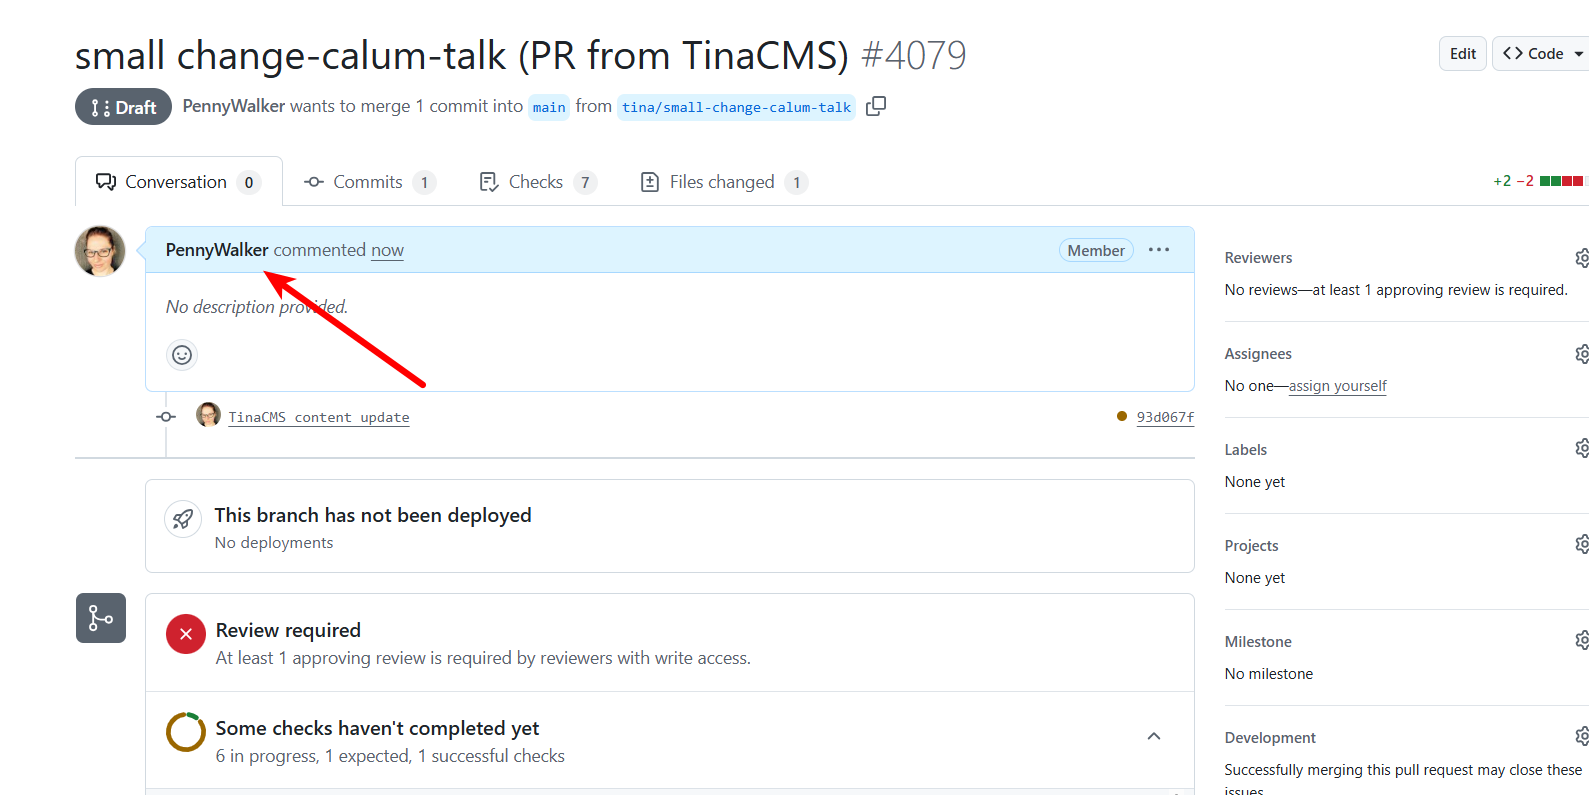 small change-calum-talk (PR from TinaCMS) #4079
Edit
<> Code
Draft
PennyWalker wants to merge 1 commit into main from tina/small-change-calum-talk
Conversation 0
Commits 1
Checks 7
Files changed 1
+2 −2
PennyWalker commented now
Member
No description provided.
TinaCMS content update
93d067f
This branch has not been deployed
No deployments
Review required
At least 1 approving review is required by reviewers with write access.
Some checks haven't completed yet
6 in progress, 1 expected, 1 successful checks
Reviewers
No reviews—at least 1 approving review is required.
Assignees
No one—assign yourself
Labels
None yet
Projects
None yet
Milestone
No milestone
Development
Successfully merging this pull request may close these
issues.